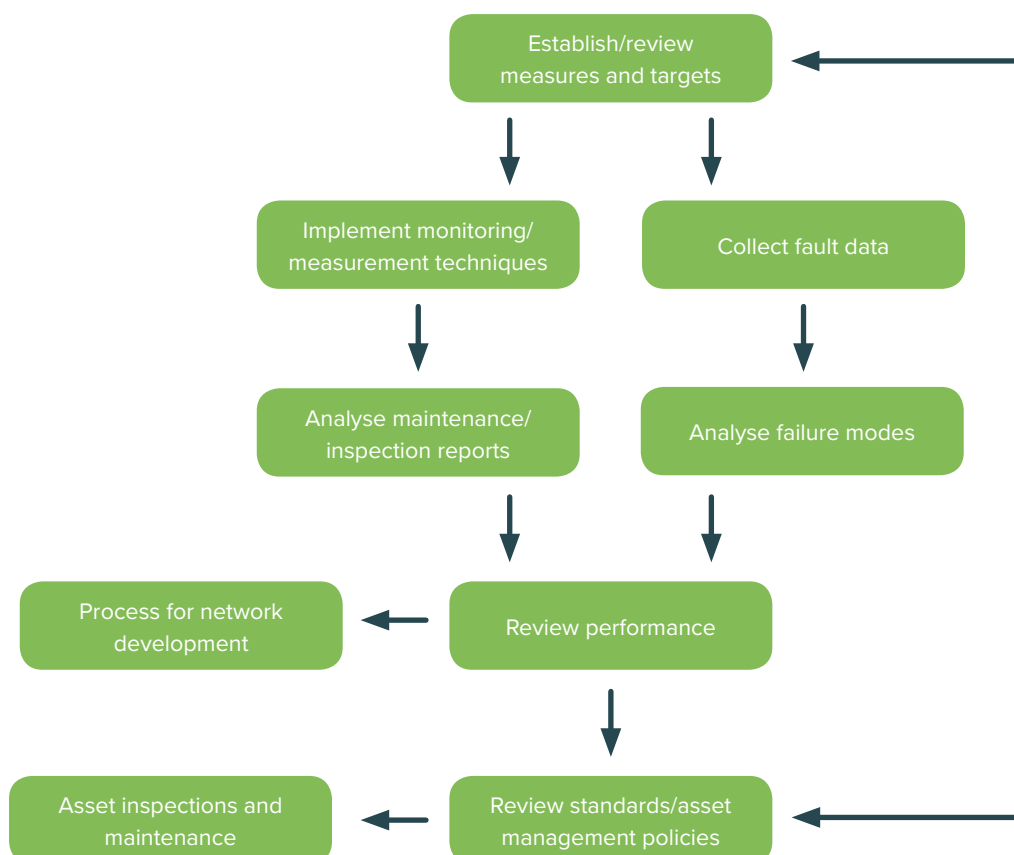 Establish/review
measures and targets
Implement monitoring/
measurement techniques
Collect fault data
Analyse maintenance/
inspection reports
Analyse failure modes
Process for network
development
Review performance
Asset inspections and
maintenance
Review standards/asset
management policies